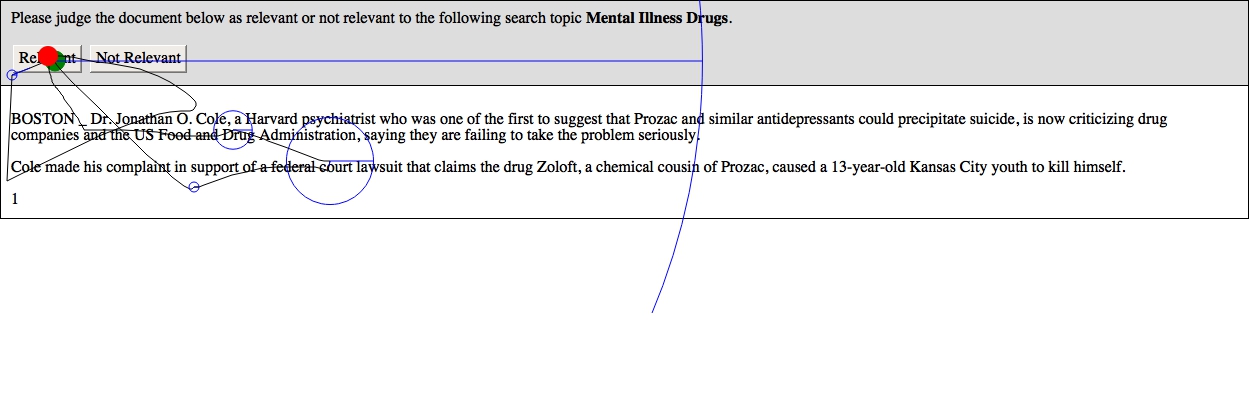 Please judge the document below as relevant or not relevant to the following search topic Mental Illness Drugs.
Relevant Not Relevant
BOSTON _ Dr. Jonathan O. Cole, a Harvard psychiatrist who was one of the first to suggest that Prozac and similar antidepressants could precipitate suicide, is now criticizing drug
companies and the US Food and Drug Administration, saying they are failing to take the problem seriously.
Cole made his complaint in support of a federal court lawsuit that claims the drug Zoloft, a chemical cousin of Prozac, caused a 13-year-old Kansas City youth to kill himself.
1